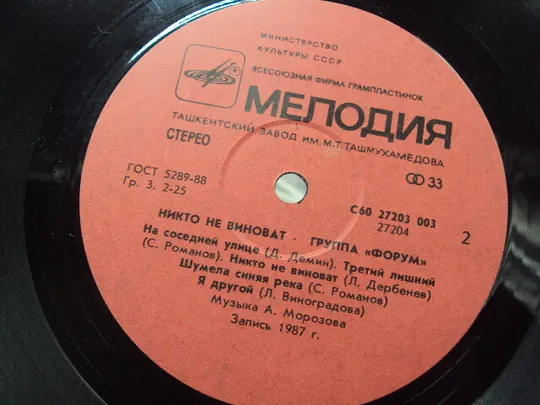 МИНИСТЕРСТВО
КУЛЬТУРЫ СССР
ВСЕСОЮЗНАЯ ФИРМА ГРАМПЛАСТИНОК
МЕЛОДИЯ
ТАШКЕНТСКИЙ ЗАВОД ИМ. М.Т. ТАШМУХАМЕДОВА
СТЕРЕО
33
ГОСТ 5289-88
Гр. 3. 2-25
С60 27203 003
27204
2
НИКТО НЕ ВИНОВАТ . ГРУППА «ФОРУМ»
На соседней улице (Д. Демин). Третий лишний
(С. Романов). Никто не виноват (Л. Дербенев)
Шумела синяя река (С. Романов)
Я другой (Л. Виноградова)
Музыка А. Морозова
Запись 1987 г.